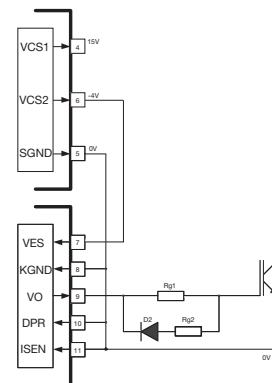 VCS1 4 15V
VCS2 6 -4V
SGND 5 0V
VES 7
KGND 8
VO 9 Rg1
DPR 10 D2 Rg2
ISEN 11 0V